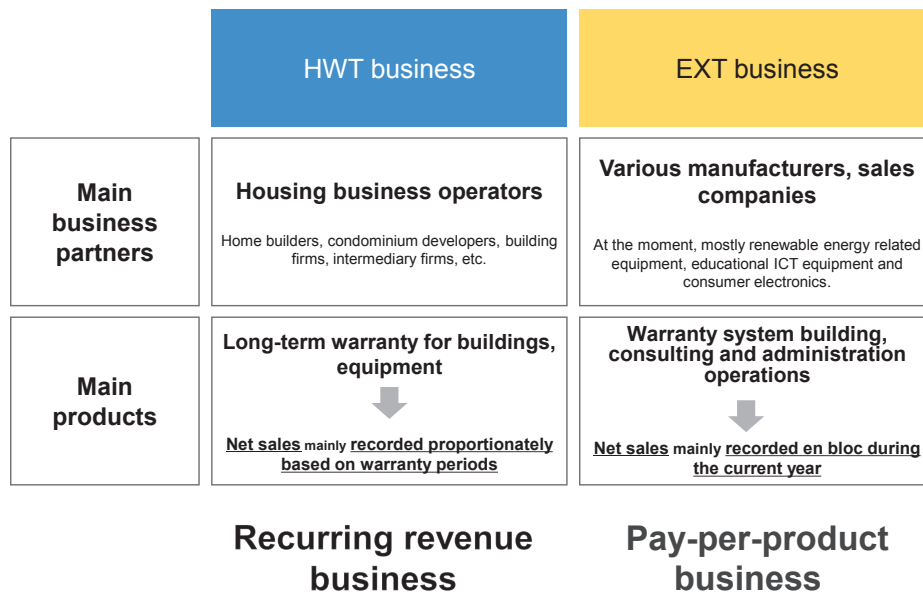 HWT business
EXT business
Main
business
partners
Housing business operators
Home builders, condominium developers, building
firms, intermediary firms, etc.
Various manufacturers, sales
companies
At the moment, mostly renewable energy related
equipment, educational ICT equipment and
consumer electronics.
Main
products
Long-term warranty for buildings,
equipment
Net sales mainly recorded proportionately
based on warranty periods
Warranty system building,
consulting and administration
operations
Net sales mainly recorded en bloc during
the current year
Recurring revenue
business
Pay-per-product
business